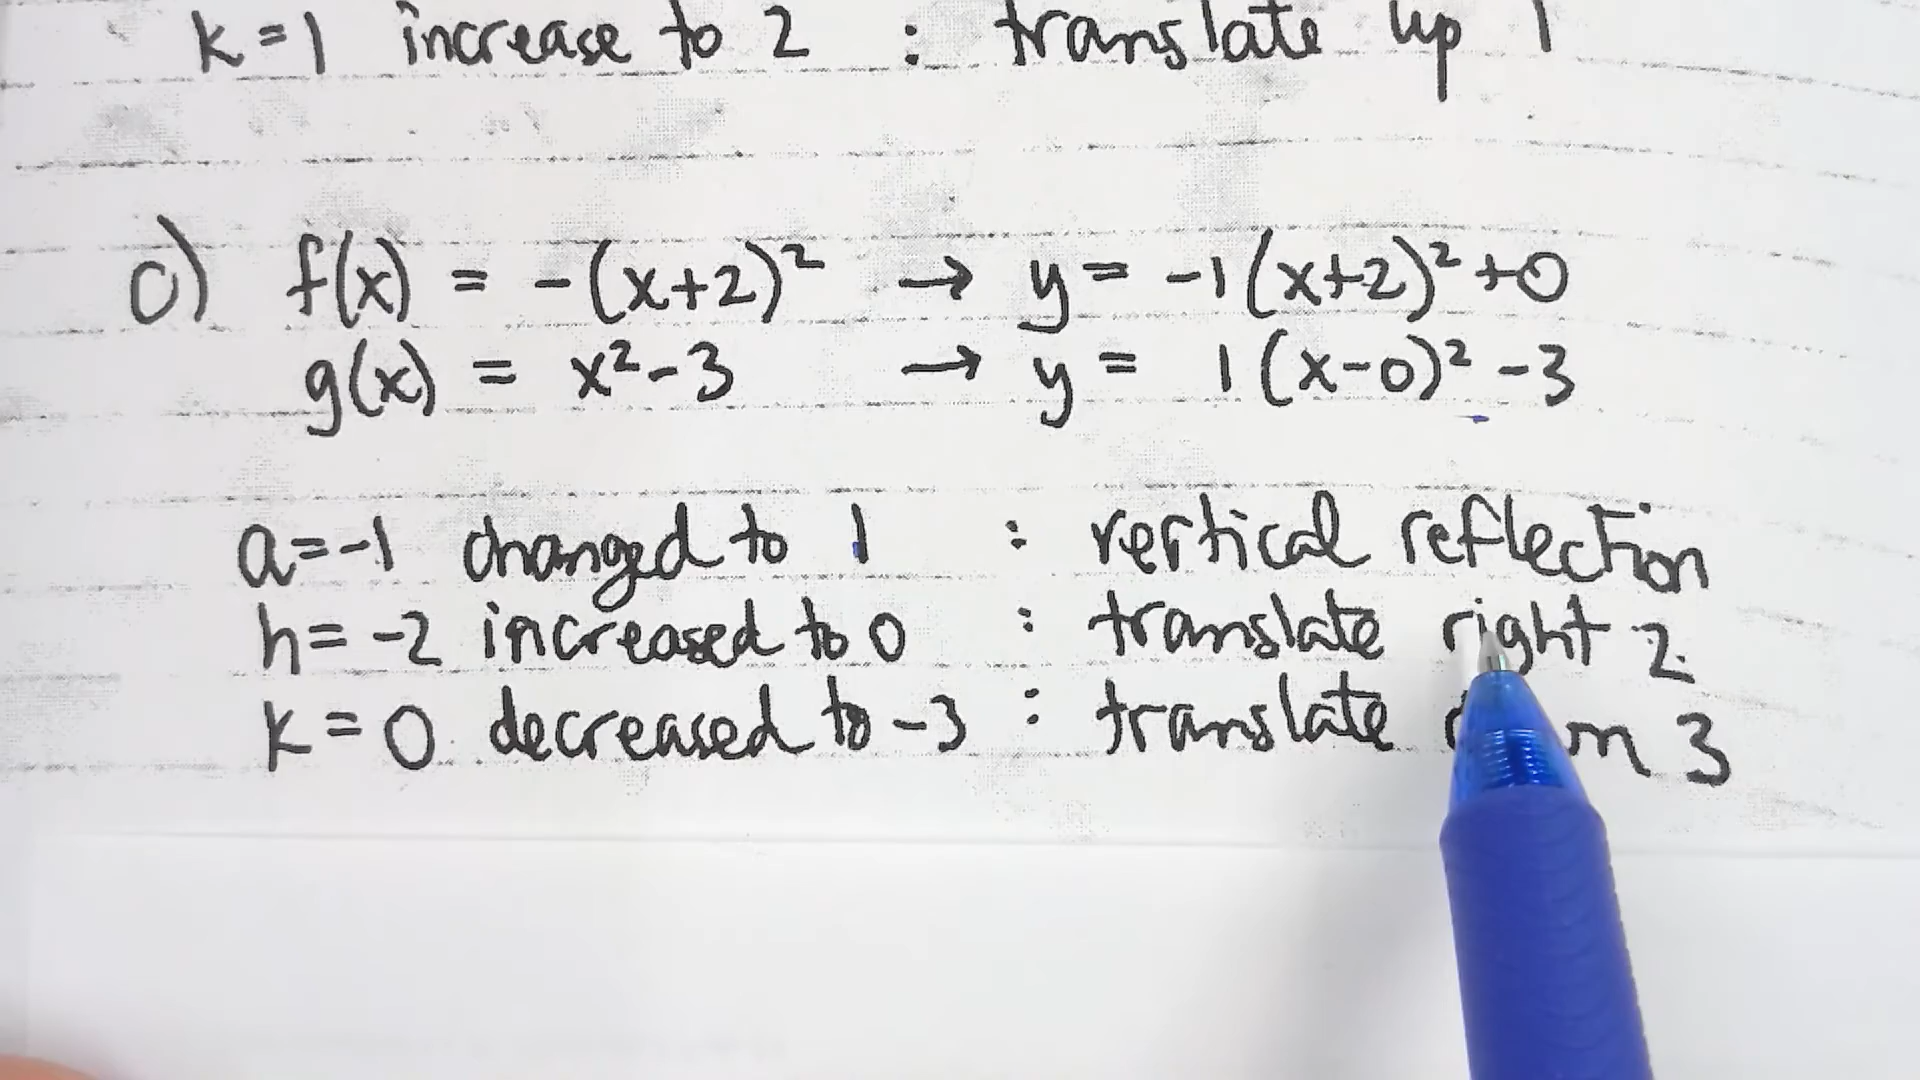 k=1 increase to 2 : translate up 1
c) f(x) = -(x+2)² → y = -1(x+2)²+0
g(x) = x²-3 → y = 1(x-0)²-3
a=-1 changed to 1 : vertical reflection
h=-2 increased to 0 : translate right 2
k=0 decreased to -3 : translate 3